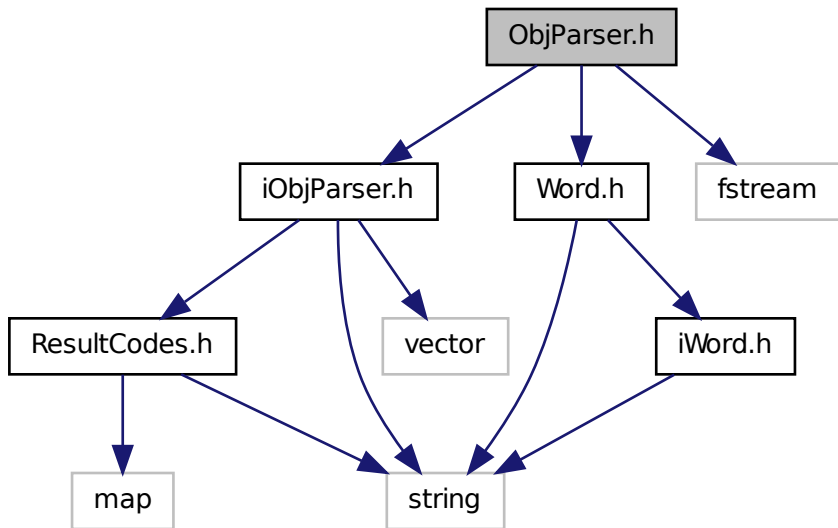 ObjParser.h
iObjParser.h
Word.h
fstream
ResultCodes.h
vector
iWord.h
map
string